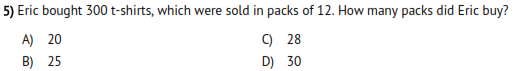 5) Eric bought 300 t-shirts, which were sold in packs of 12. How many packs did Eric buy?
A) 20 C) 28
B) 25 D) 30